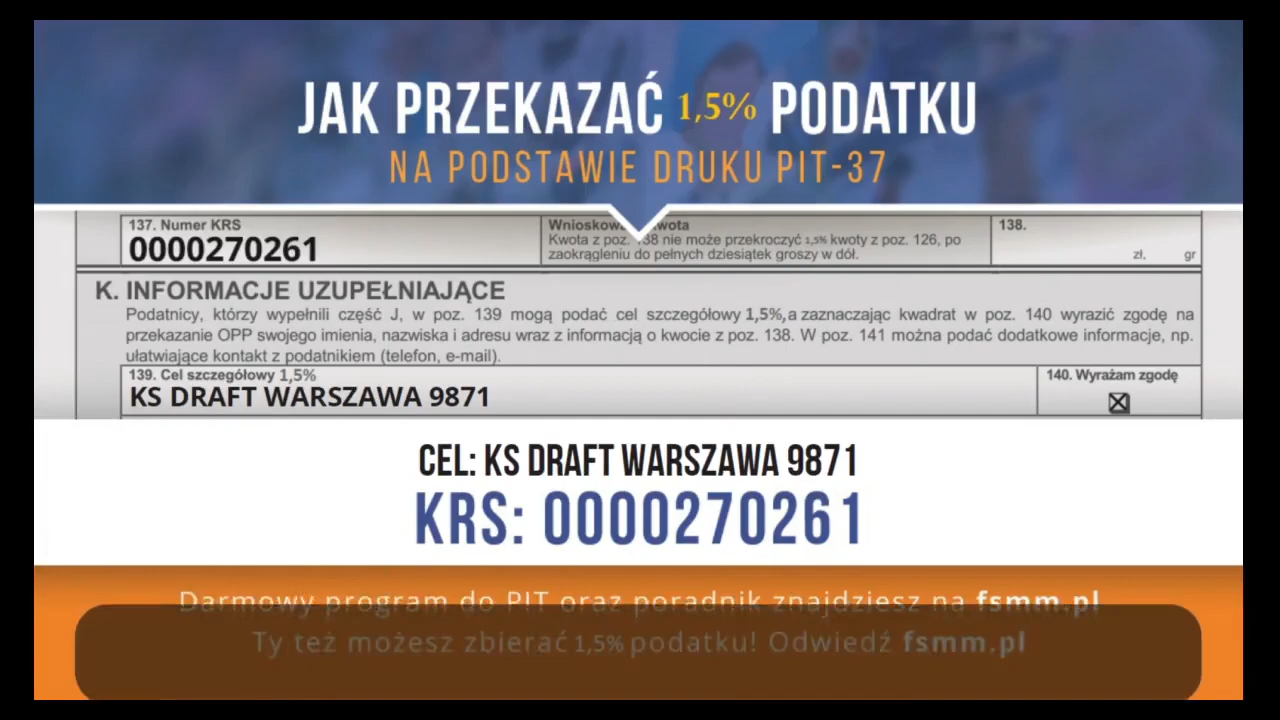 JAK PRZEKAZAĆ 1,5% PODATKU
NA PODSTAWIE DRUKU PIT-37
137. Numer KRS
0000270261
Kwota z poz. 138 nie może przekroczyć 1,5% kwoty z poz. 126, po
zaokrągleniu do pełnych dziesiątek groszy w dół.
138.
zł, gr
K. INFORMACJE UZUPEŁNIAJĄCE
Podatnicy, którzy wypełnili część J, w poz. 139 mogą podać cel szczegółowy 1,5%,a zaznaczając kwadrat w poz. 140 wyrazić zgodę na
przekazanie OPP swojego imienia, nazwiska i adresu wraz z informacją o kwocie z poz. 138. W poz. 141 można podać dodatkowe informacje, np.
ułatwiające kontakt z podatnikiem (telefon, e-mail).
139. Cel szczegółowy 1,5%
KS DRAFT WARSZAWA 9871
140. Wyrażam zgodę
CEL: KS DRAFT WARSZAWA 9871
KRS: 0000270261
Darmowy program do PIT oraz poradnik znajdziesz na fsmm.pl
Ty też możesz zbierać 1,5% podatku! Odwiedź fsmm.pl